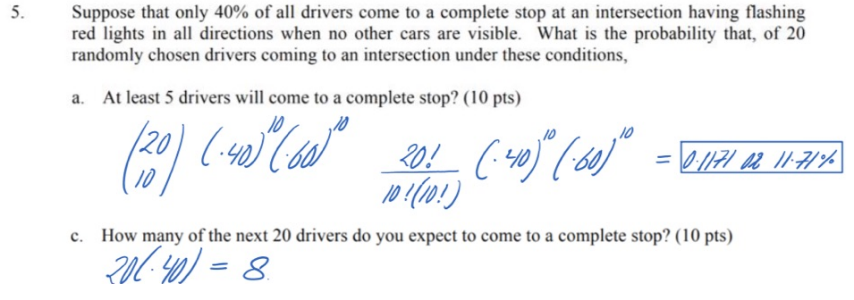 5. Suppose that only 40% of all drivers come to a complete stop at an intersection having flashing
red lights in all directions when no other cars are visible. What is the probability that, of 20
randomly chosen drivers coming to an intersection under these conditions,
a. At least 5 drivers will come to a complete stop? (10 pts)
(20 10) (.40)^10 (.60)^10 20!/10!(10!) (.40)^10 (.60)^10 = 0.1171 02 11.71%
c. How many of the next 20 drivers do you expect to come to a complete stop? (10 pts)
20(.40) = 8